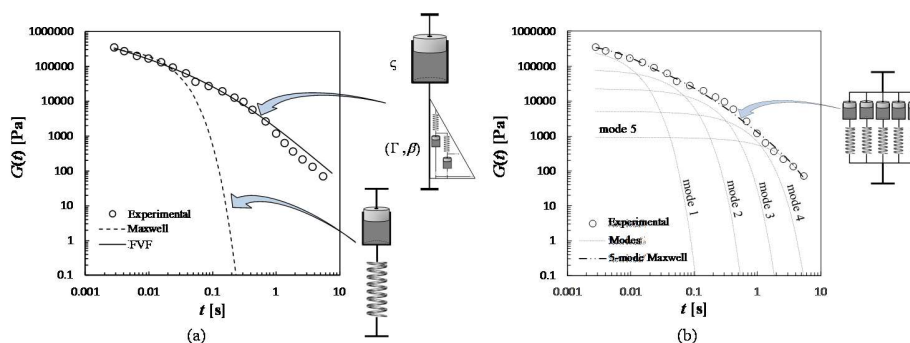 1000000
100000
10000
1000
100
10
1
0.1
G(t) [Pa]
0.001
0.01
0.1
1
10
t [s]
Experimental
Maxwell
FVF
ς
(Γ, β)
(a)
1000000
100000
10000
1000
100
10
1
0.1
G(t) [Pa]
0.001
0.01
0.1
1
10
t [s]
mode 5
mode 1
mode 2
mode 3
mode 4
Experimental
Modes
5-mode Maxwell
(b)